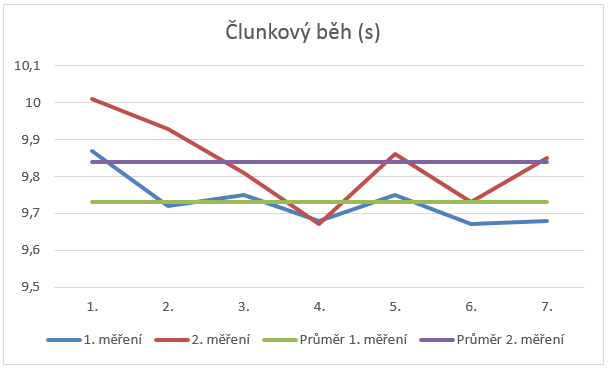 Člunkový běh (s)
10,1
10
9,9
9,8
9,7
9,6
9,5
1. 2. 3. 4. 5. 6. 7.
1. měření 2. měření Průměr 1. měření Průměr 2. měření